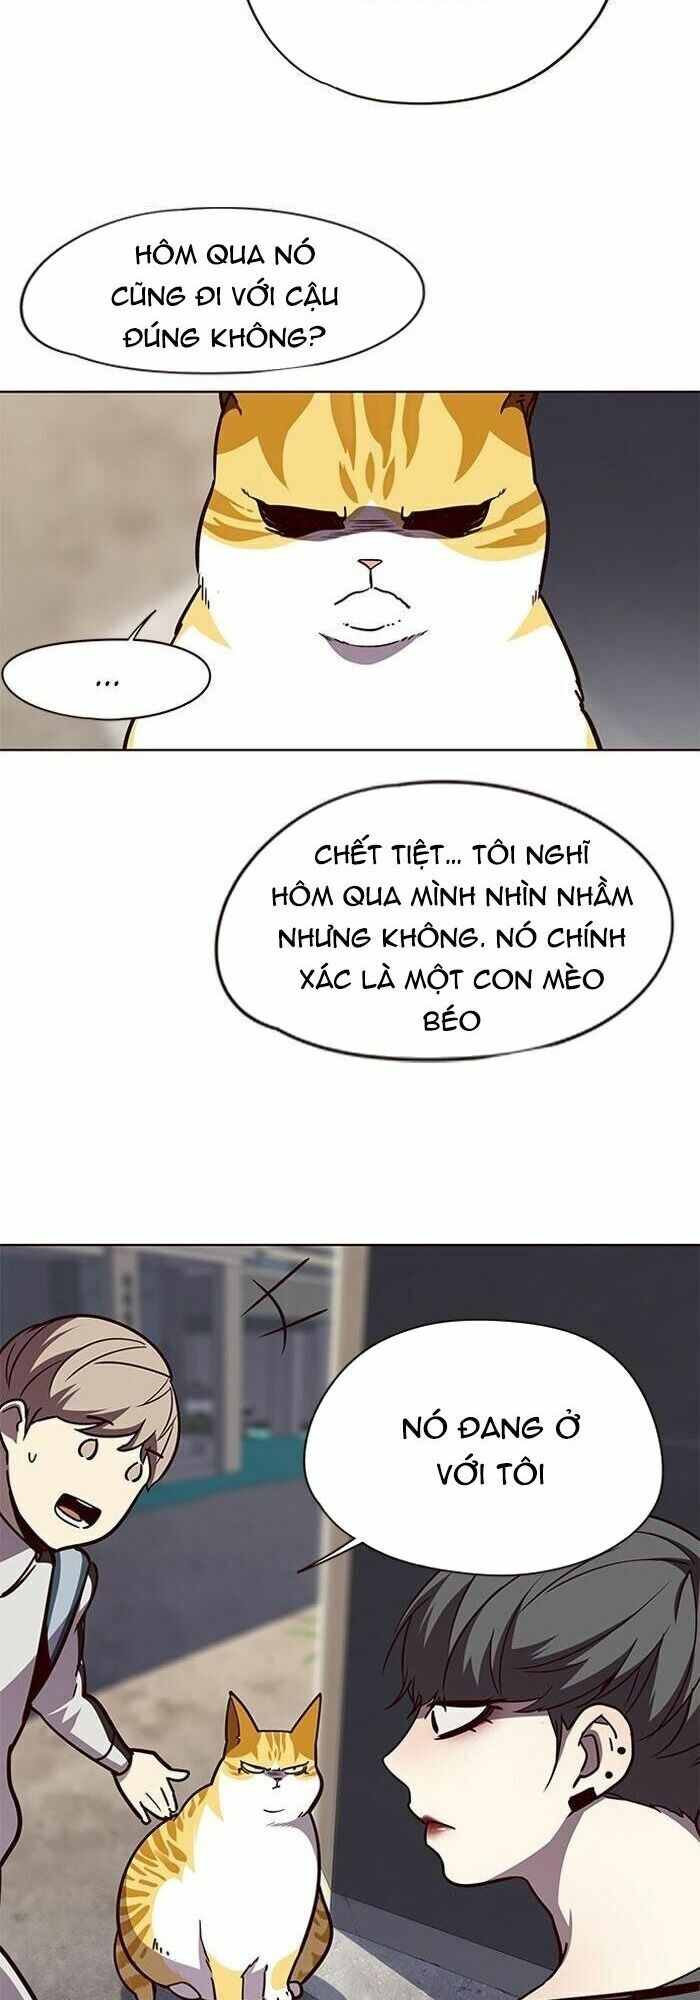 HÔM QUA NÓ
CŨNG ĐI VỚI CẬU
ĐÚNG KHÔNG?
...
CHẾT TIỆT... TÔI NGHĨ
HÔM QUA MÌNH NHÌN NHẦM
NHƯNG KHÔNG. NÓ CHÍNH
XÁC LÀ MỘT CON MÈO
BÉO
NÓ ĐANG Ở
VỚI TÔI